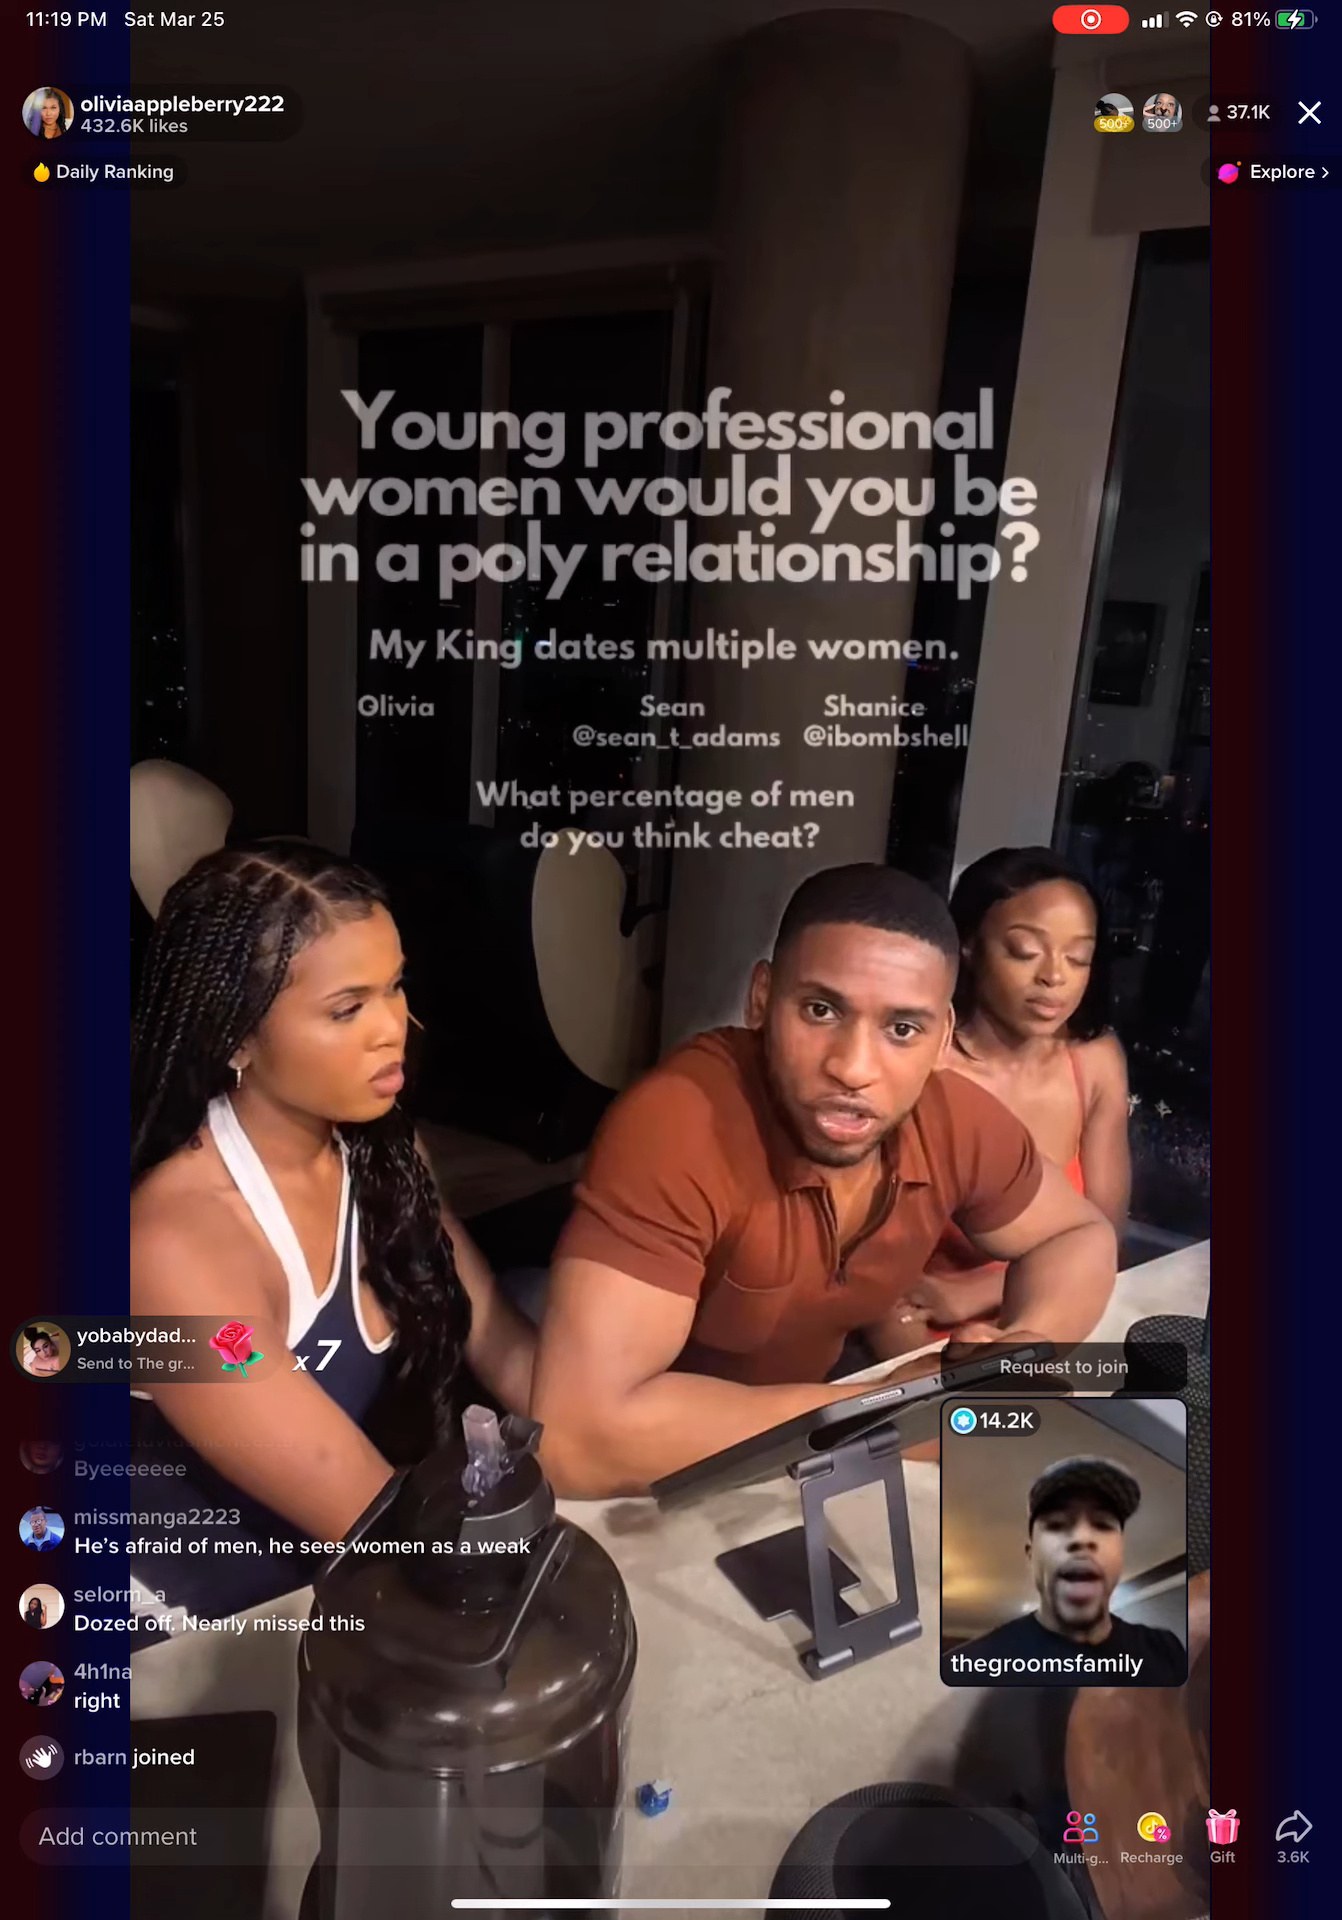 11:19 PM Sat Mar 25
81%
oliviaappleberry222
432.6K likes
500+
500+
37.1K
Daily Ranking
Explore >
Young professional
women would you be
in a poly relationship?
My King dates multiple women.
Olivia Sean Shanice
@sean_t_adams @ibombshell
What percentage of men
do you think cheat?
yobabydad...
Send to The gr...
x7
Request to join
14.2K
thegroomsfamily
Byeeeeeee
missmanga2223
He's afraid of men, he sees women as a weak
selorm_a
Dozed off. Nearly missed this
4h1na
right
rbarn joined
Add comment
Multi-g...
Recharge
Gift
3.6K